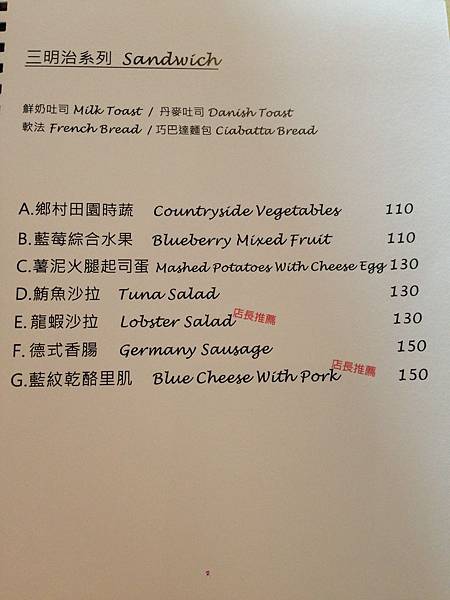 三明治系列 Sandwich
鮮奶吐司 Milk Toast / 丹麥吐司 Danish Toast
軟法 French Bread / 巧巴達麵包 Ciabatta Bread
A.鄉村田園時蔬 Countryside Vegetables 110
B.藍莓綜合水果 Blueberry Mixed Fruit 110
C.薯泥火腿起司蛋 Mashed Potatoes With Cheese Egg 130
D.鮪魚沙拉 Tuna Salad 130
E.龍蝦沙拉 Lobster Salad 店長推薦 130
F.德式香腸 Germany Sausage 150
G.藍紋乾酪里肌 Blue Cheese With Pork 店長推薦 150